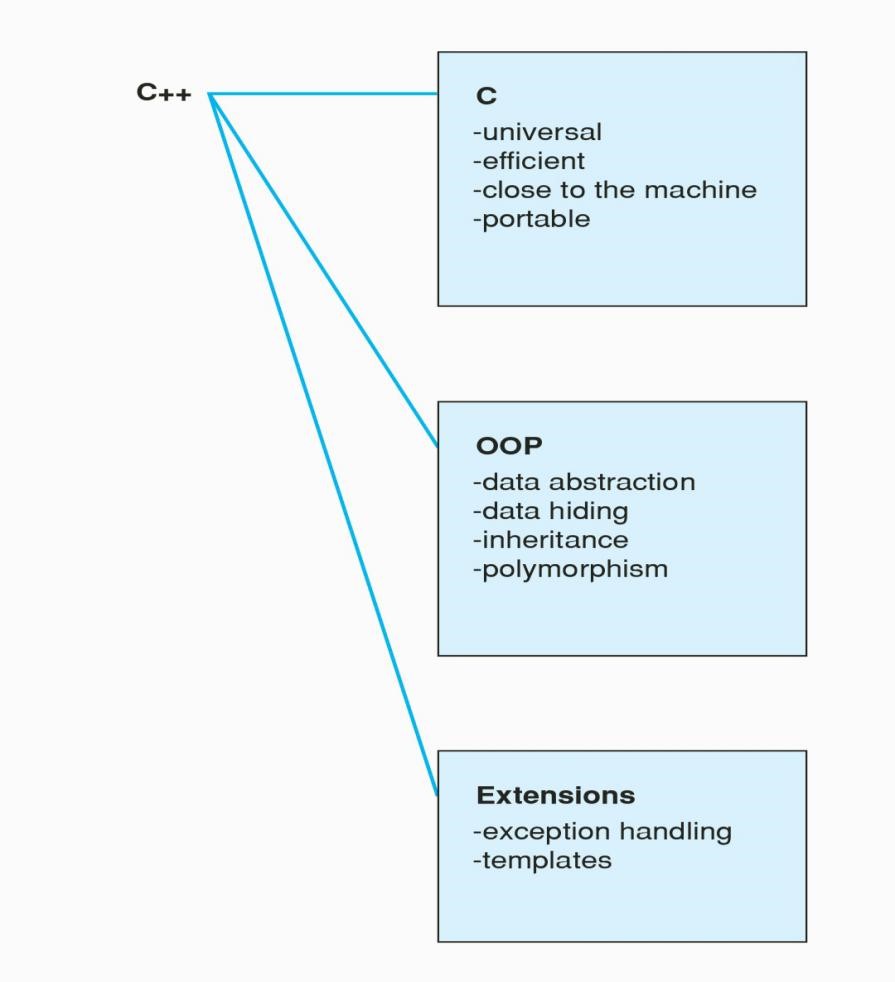 C++
C
-universal
-efficient
-close to the machine
-portable
OOP
-data abstraction
-data hiding
-inheritance
-polymorphism
Extensions
-exception handling
-templates